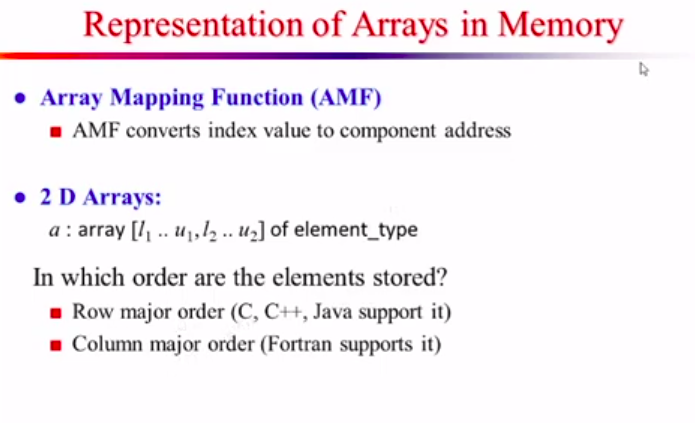 Representation of Arrays in Memory
• Array Mapping Function (AMF)
▪ AMF converts index value to component address
• 2 D Arrays:
a : array [l₁ .. u₁, l₂ .. u₂] of element_type
In which order are the elements stored?
▪ Row major order (C, C++, Java support it)
▪ Column major order (Fortran supports it)